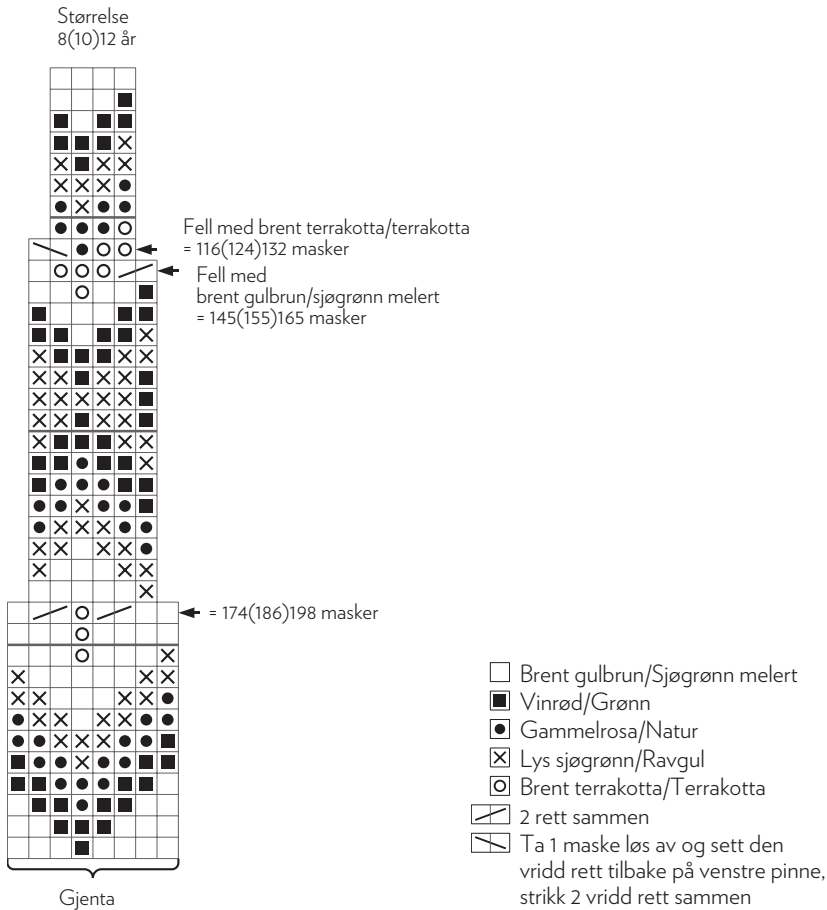 Størrelse
8(10)12 år
Fell med brent terrakotta/terrakotta
= 116(124)132 masker
Fell med
brent gulbrun/sjøgrønn melert
= 145(155)165 masker
= 174(186)198 masker
Brent gulbrun/Sjøgrønn melert
Vinrød/Grønn
Gammelrosa/Natur
Lys sjøgrønn/Ravgul
Brent terrakotta/Terrakotta
2 rett sammen
Ta 1 maske løs av og sett den
vridd rett tilbake på venstre pinne,
strikk 2 vridd rett sammen
Gjenta